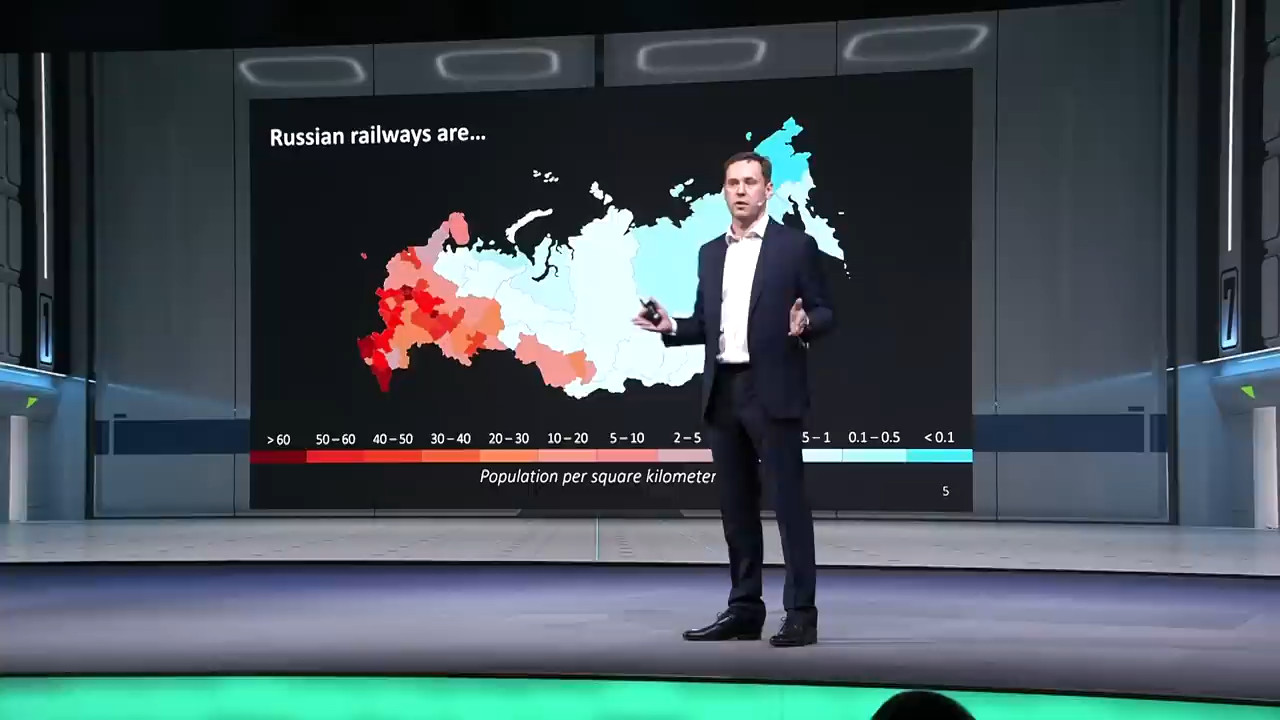 Russian railways are...
> 60 50 – 60 40 – 50 30 – 40 20 – 30 10 – 20 5 – 10 2 – 5 5 – 1 0.1 – 0.5 < 0.1
Population per square kilometer
5
1
7